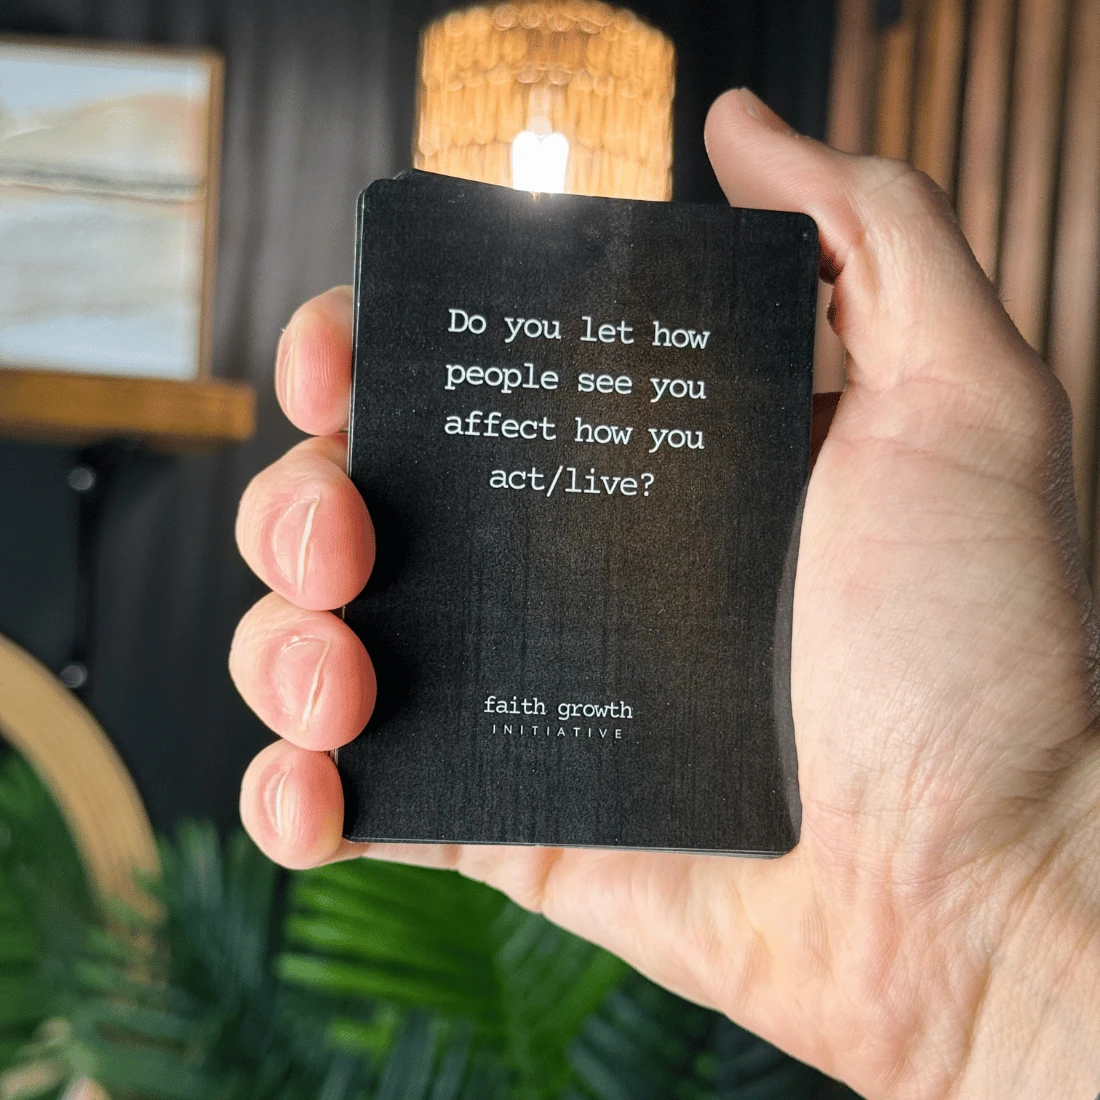 Do you let how
people see you
affect how you
act/live?
faith growth
INITIATIVE